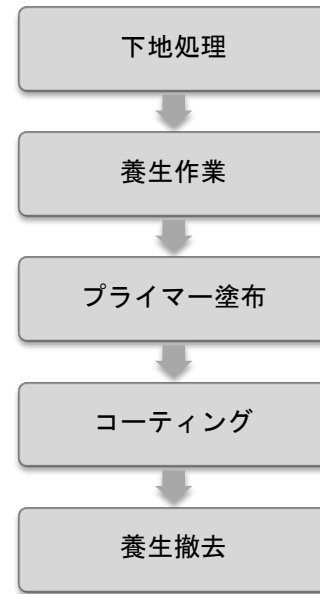 下地処理
養生作業
プライマー塗布
コーティング
養生撤去